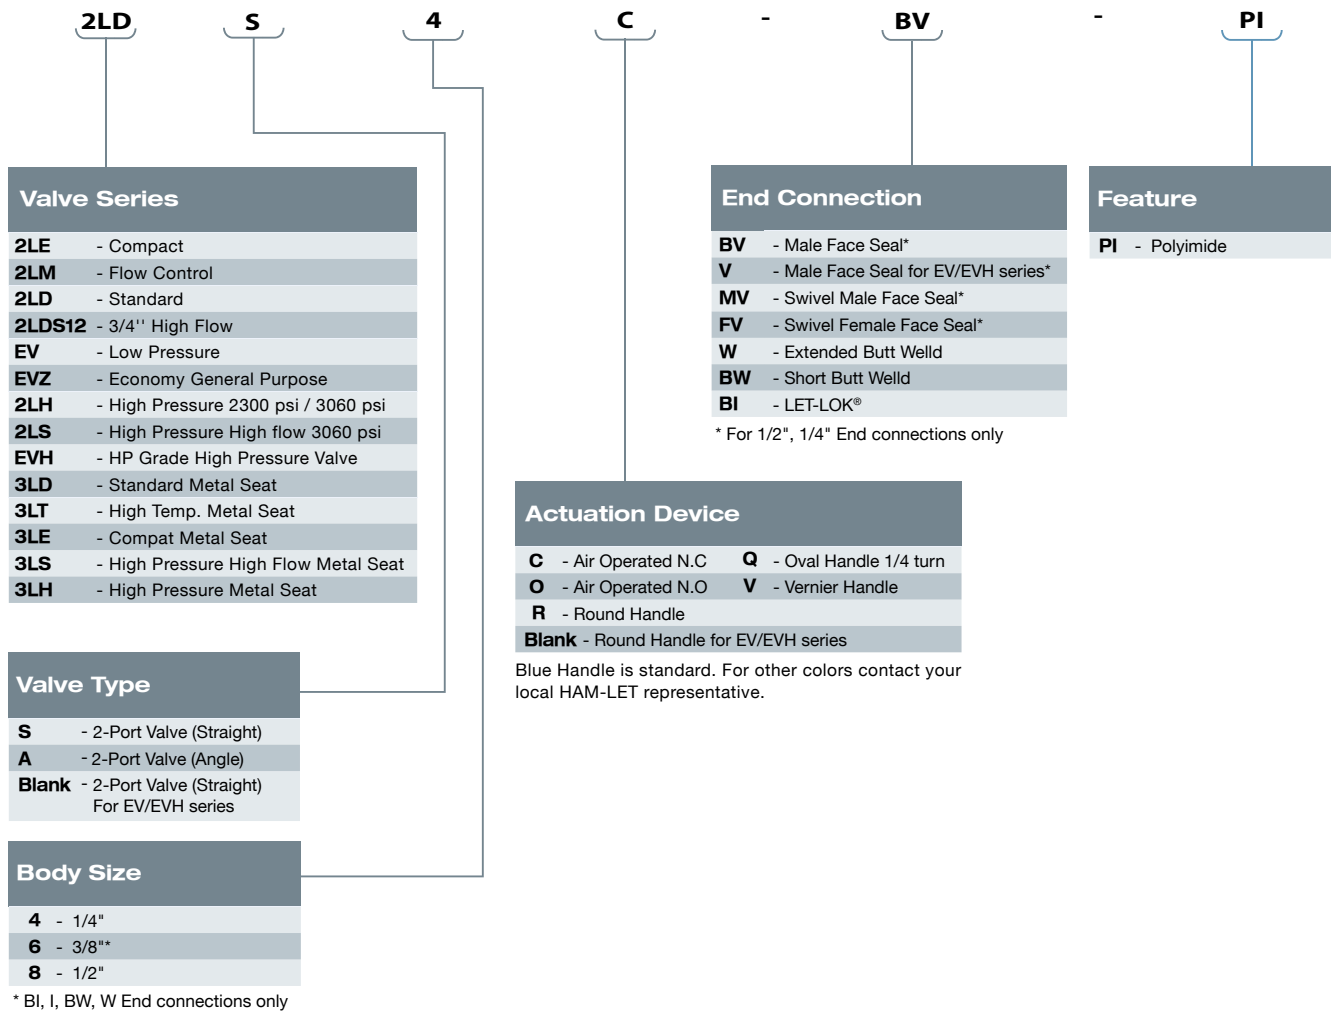 2LD S 4 C - BV - PI
Valve Series
2LE - Compact
2LM - Flow Control
2LD - Standard
2LDS12 - 3/4'' High Flow
EV - Low Pressure
EVZ - Economy General Purpose
2LH - High Pressure 2300 psi / 3060 psi
2LS - High Pressure High flow 3060 psi
EVH - HP Grade High Pressure Valve
3LD - Standard Metal Seat
3LT - High Temp. Metal Seat
3LE - Compat Metal Seat
3LS - High Pressure High Flow Metal Seat
3LH - High Pressure Metal Seat
Valve Type
S - 2-Port Valve (Straight)
A - 2-Port Valve (Angle)
Blank - 2-Port Valve (Straight)
For EV/EVH series
Body Size
4 - 1/4"
6 - 3/8"*
8 - 1/2"
* BI, I, BW, W End connections only
Actuation Device
C - Air Operated N.C Q - Oval Handle 1/4 turn
O - Air Operated N.O V - Vernier Handle
R - Round Handle
Blank - Round Handle for EV/EVH series
Blue Handle is standard. For other colors contact your
local HAM-LET representative.
End Connection
BV - Male Face Seal*
V - Male Face Seal for EV/EVH series*
MV - Swivel Male Face Seal*
FV - Swivel Female Face Seal*
W - Extended Butt Welld
BW - Short Butt Welld
BI - LET-LOK®
* For 1/2", 1/4" End connections only
Feature
PI - Polyimide